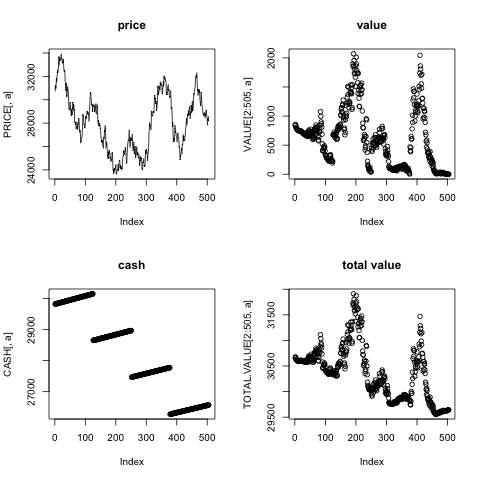 price
PRICE[, a]
24000 28000 32000
0 100 200 300 400 500
Index
value
VALUE[2:505, a]
0 500 1000 2000
0 100 200 300 400 500
Index
cash
CASH[, a]
27000 29000
0 100 200 300 400 500
Index
total value
TOTAL.VALUE[2:505, a]
29500 30500 31500
0 100 200 300 400 500
Index